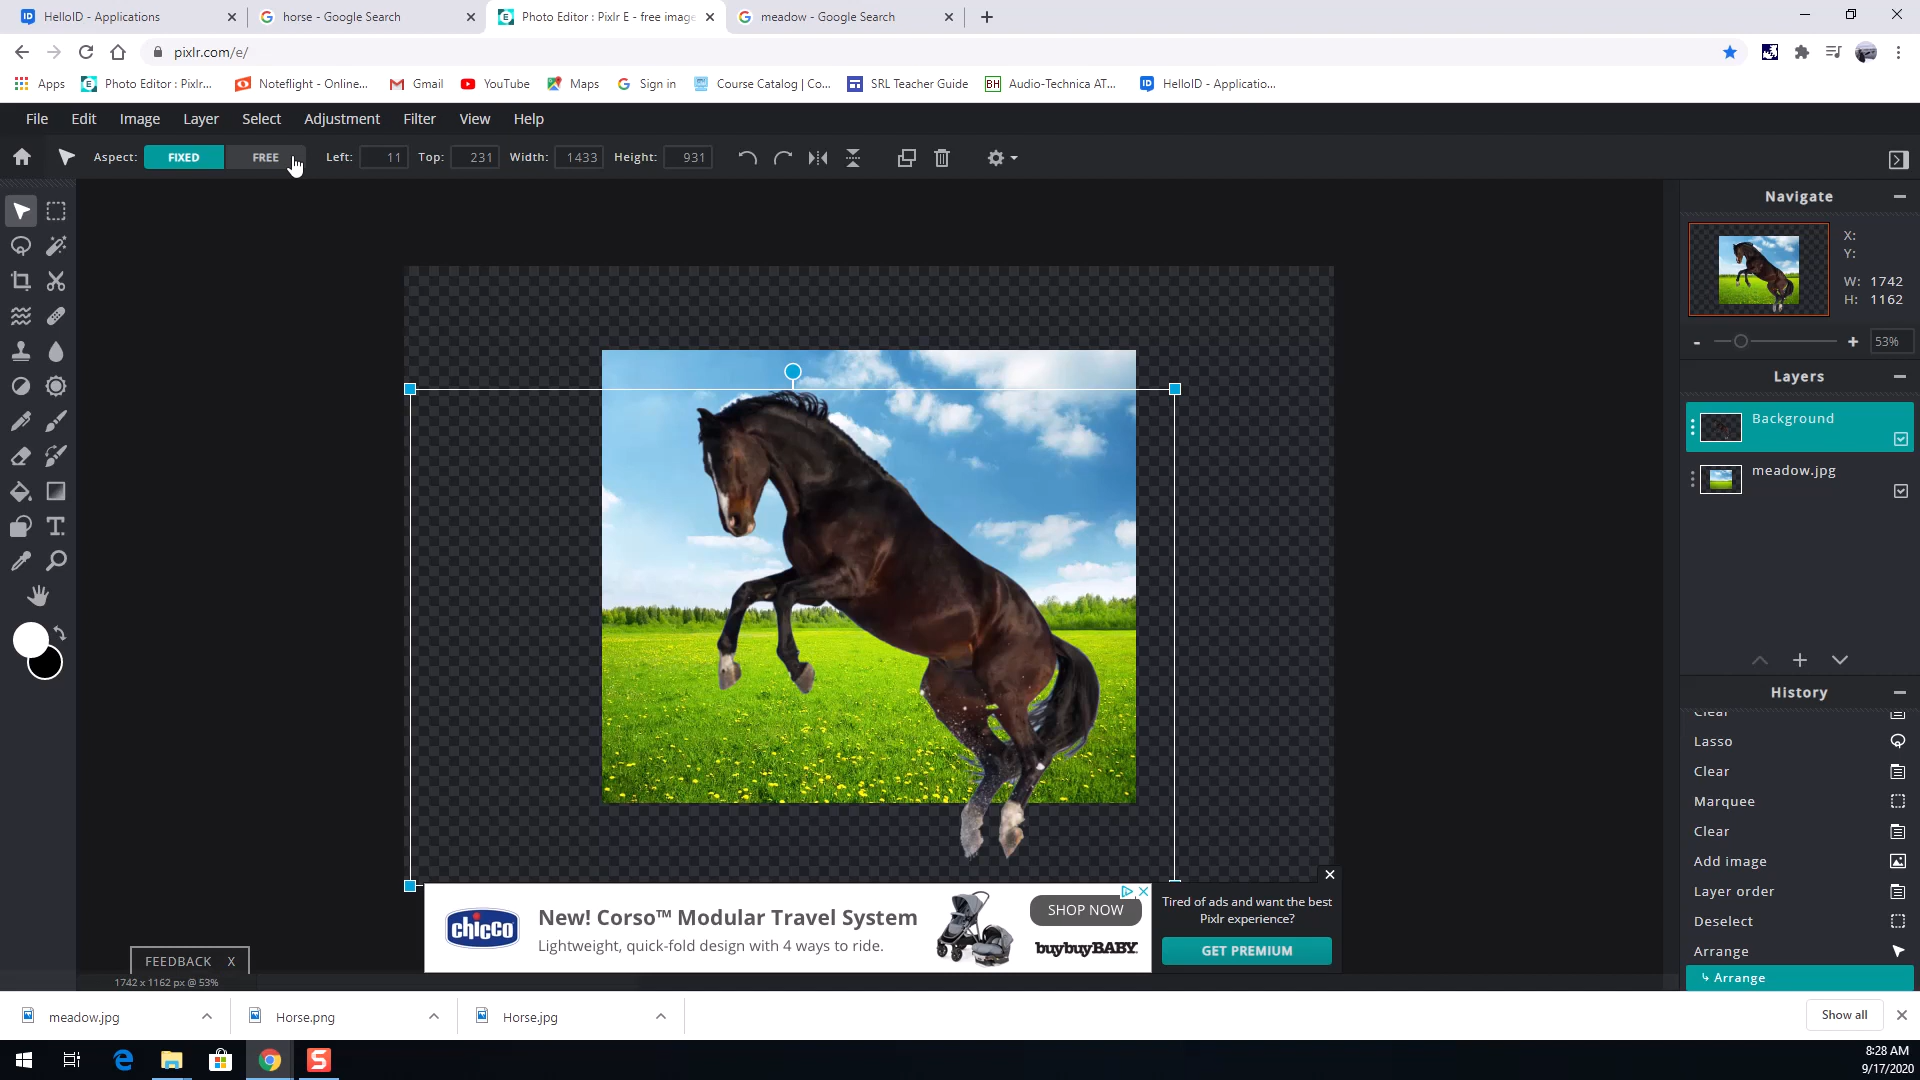 HelloID - Applications
horse - Google Search
Photo Editor : Pixlr E - free image
meadow - Google Search
pixlr.com/e/
Apps
Photo Editor : Pixlr...
Noteflight - Online...
Gmail
YouTube
Maps
Sign in
Course Catalog | Co...
SRL Teacher Guide
BH Audio-Technica AT...
ID HelloID - Applicatio...
File Edit Image Layer Select Adjustment Filter View Help
Aspect: FIXED FREE Left: 11 Top: 231 Width: 1433 Height: 931
Navigate
X:
Y:
W: 1742
H: 1162
- + 53%
Layers
Background
meadow.jpg
History
Clear
Lasso
Clear
Marquee
Clear
Add image
Layer order
Deselect
Arrange
Arrange
chicco
New! Corso™ Modular Travel System
Lightweight, quick-fold design with 4 ways to ride.
SHOP NOW
buybuyBABY
Tired of ads and want the best
Pixlr experience?
GET PREMIUM
FEEDBACK X
1742 x 1162 px @ 53%
meadow.jpg
Horse.png
Horse.jpg
Show all
8:28 AM
9/17/2020